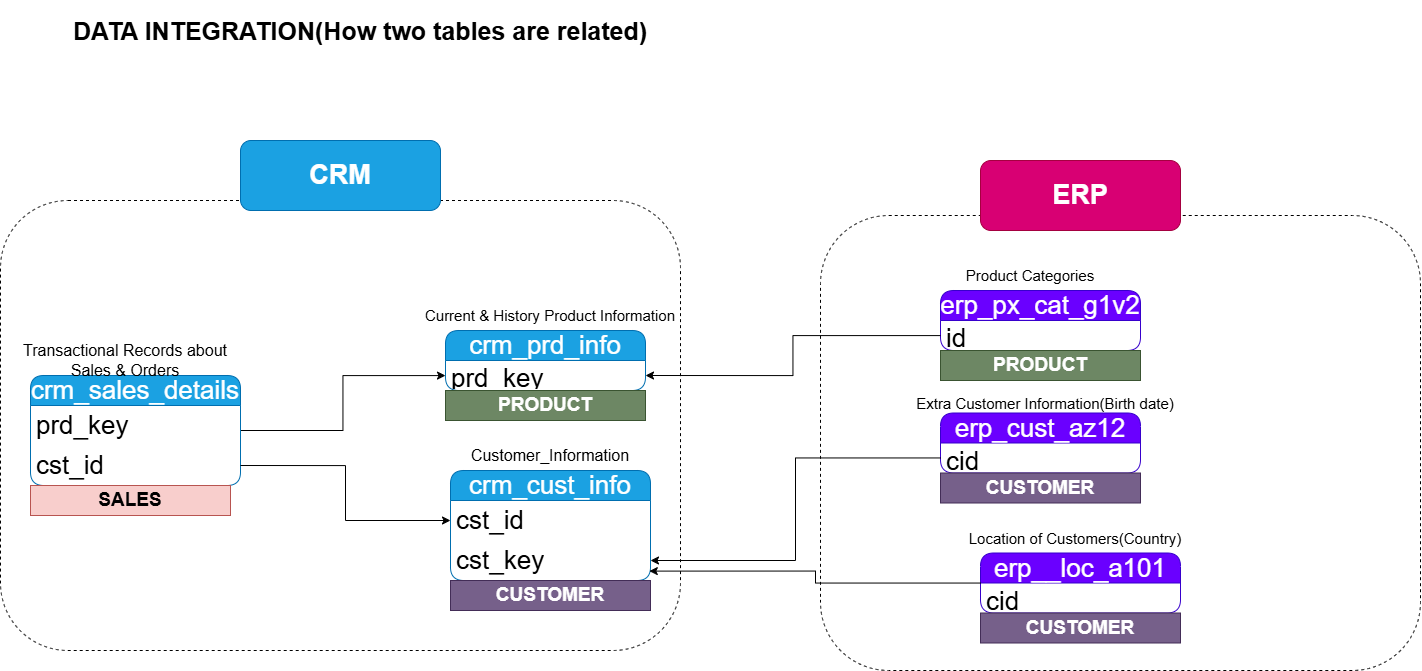 DATA INTEGRATION(How two tables are related)
CRM
Transactional Records about
Sales & Orders
crm_sales_details
prd_key
cst_id
SALES
Current & History Product Information
crm_prd_info
prd_key
PRODUCT
Customer_Information
crm_cust_info
cst_id
cst_key
CUSTOMER
ERP
Product Categories
erp_px_cat_g1v2
id
PRODUCT
Extra Customer Information(Birth date)
erp_cust_az12
cid
CUSTOMER
Location of Customers(Country)
erp__loc_a101
cid
CUSTOMER